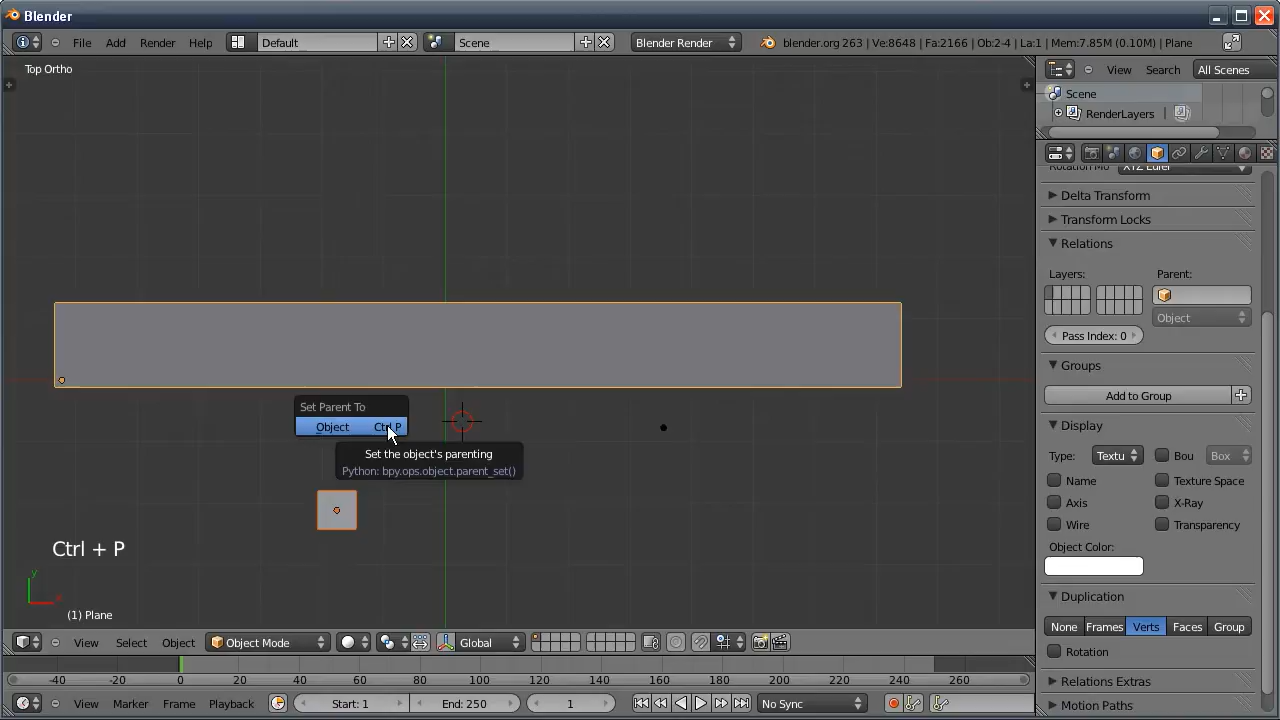 Blender
File Add Render Help Default Scene Blender Render blender.org 263 | Ve:8648 | Fa:2166 | Ob:2-4 | La:1 | Mem:7.85M (0.10M) | Plane
Top Ortho
View Search All Scenes
Scene
RenderLayers
XYZ Euler
Delta Transform
Transform Locks
Relations
Layers: Parent:
Object
Pass Index: 0
Groups
Add to Group
Display
Type: Textu Bou Box
Name Texture Space
Axis X-Ray
Wire Transparency
Object Color:
Duplication
None Frames Verts Faces Group
Rotation
Relations Extras
Motion Paths
Set Parent To
Object Ctrl P
Set the object's parenting
Python: bpy.ops.object.parent_set()
Ctrl + P
y
x
(1) Plane
View Select Object Object Mode Global
-40 -20 0 20 40 60 80 100 120 140 160 180 200 220 240 260
View Marker Frame Playback Start: 1 End: 250 1 No Sync